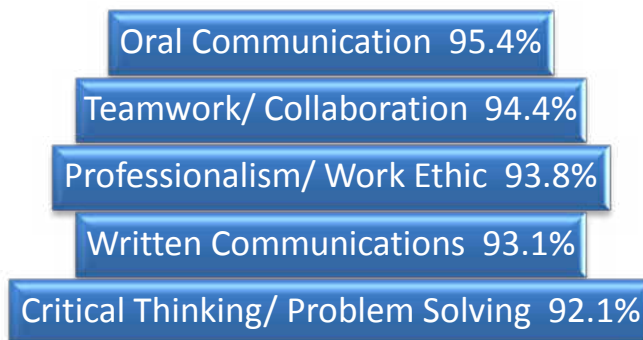 Oral Communication 95.4%
Teamwork/ Collaboration 94.4%
Professionalism/ Work Ethic 93.8%
Written Communications 93.1%
Critical Thinking/ Problem Solving 92.1%